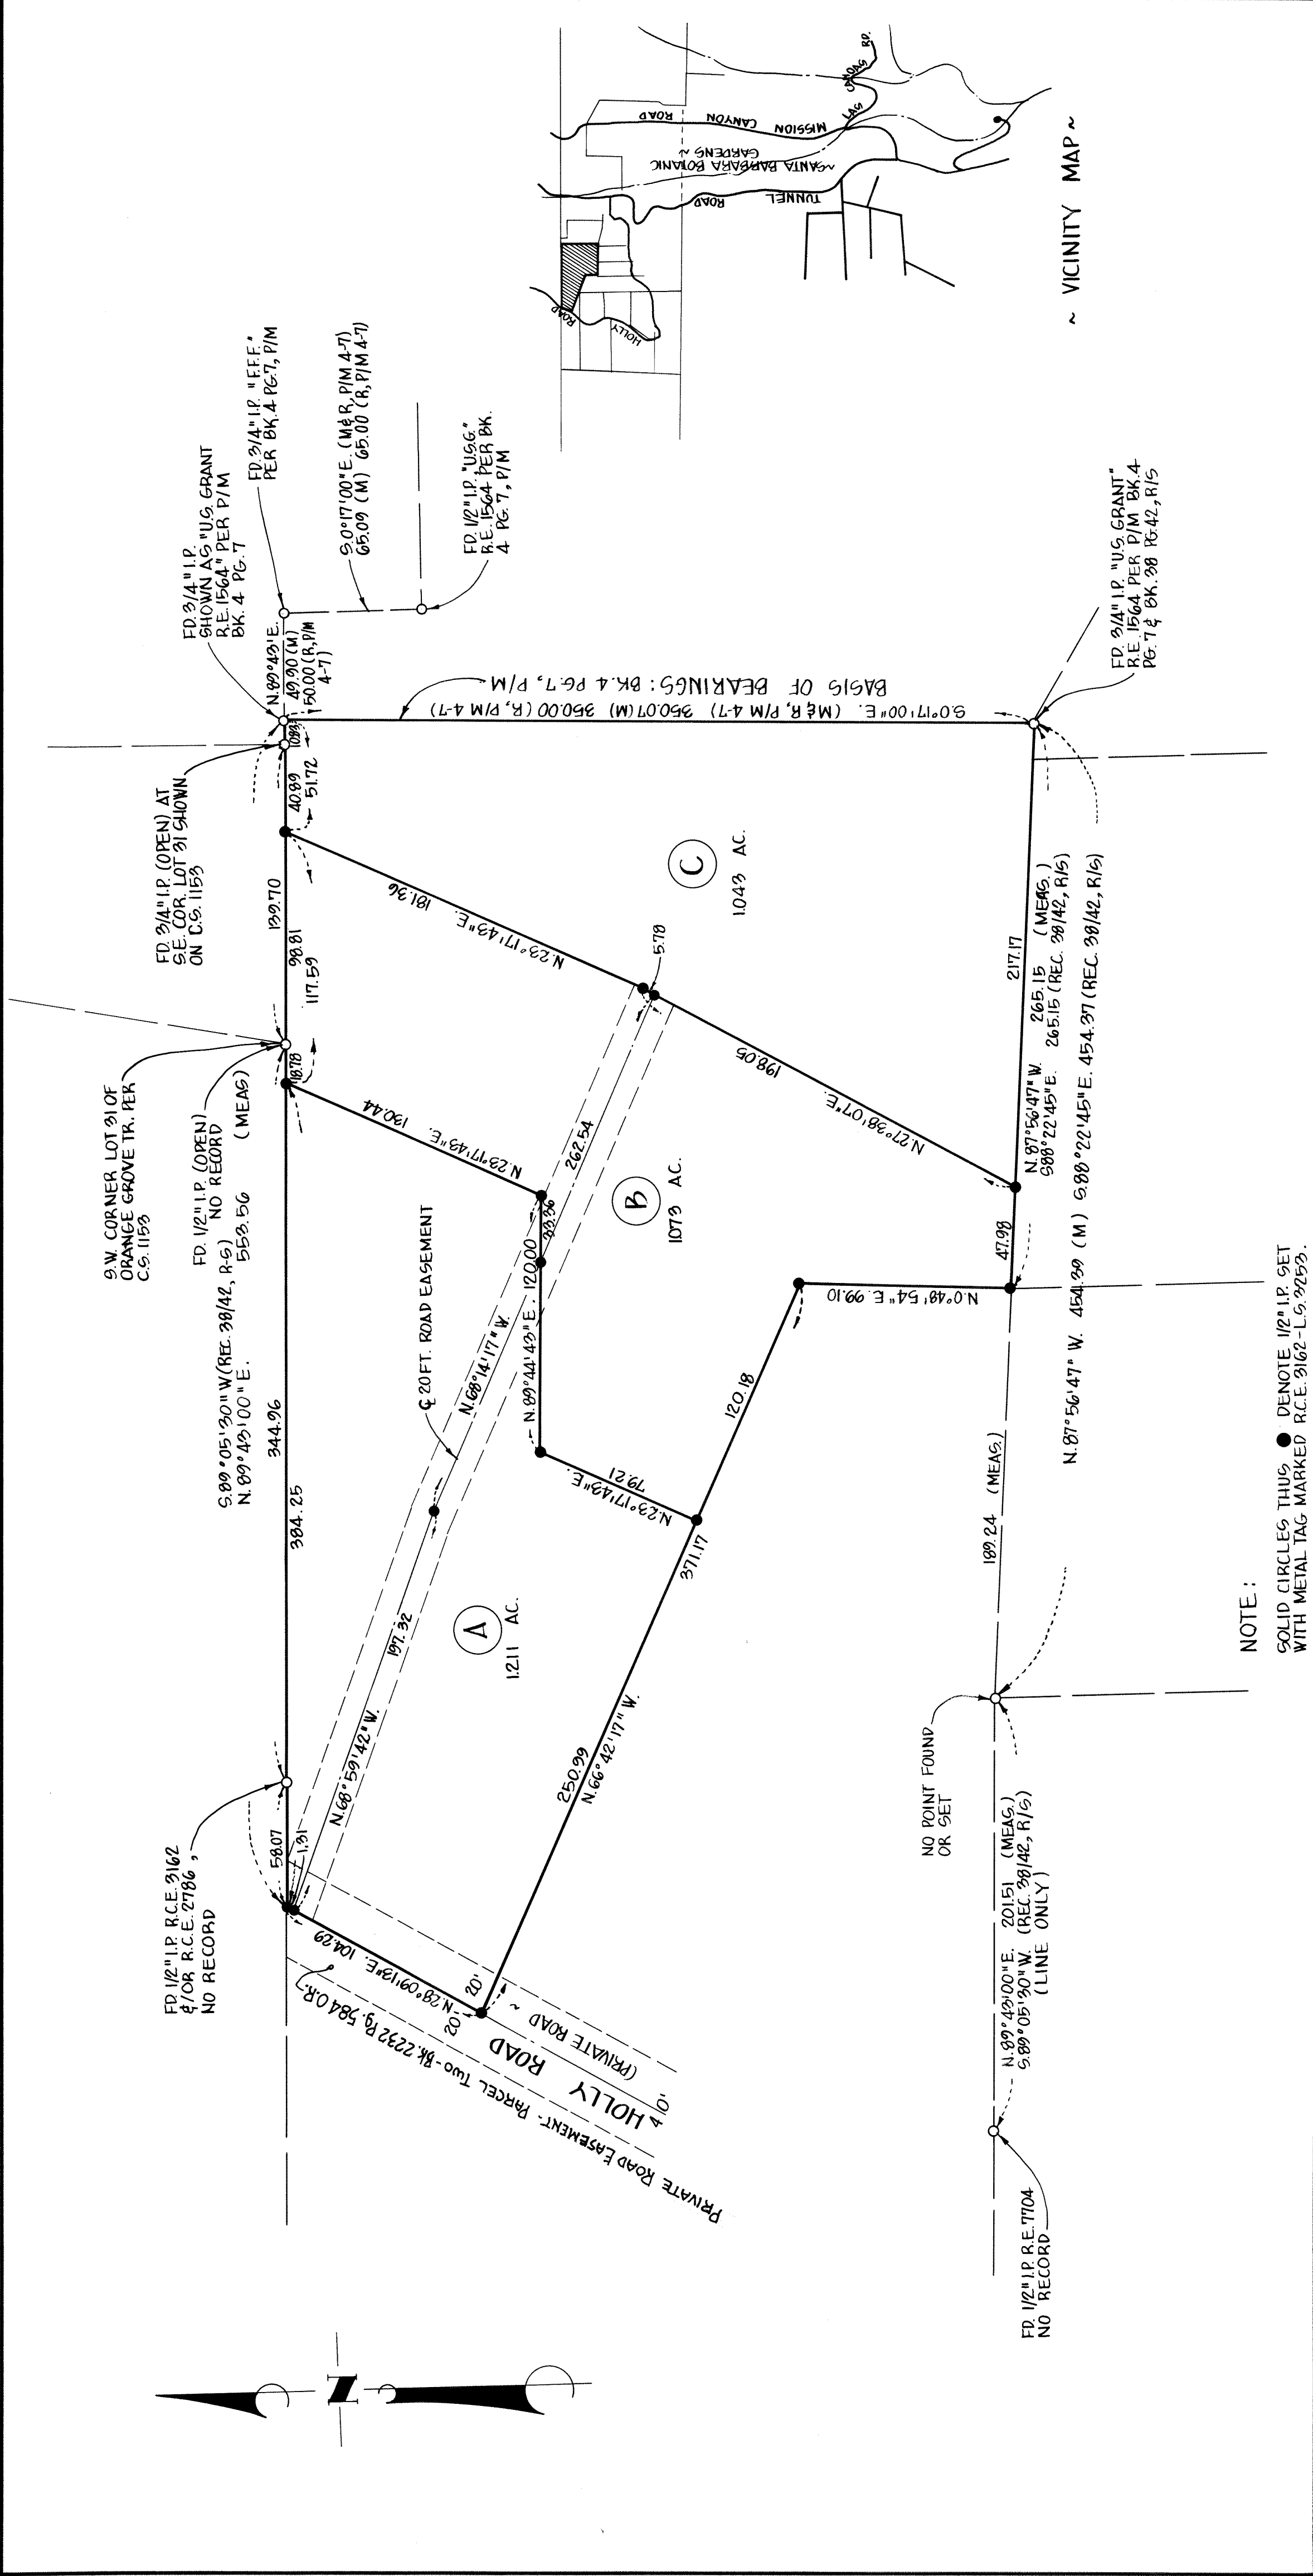 S.W. CORNER LOT 31 OF
ORANGE GROVE TR. PER
C.S. 1153
FD. 3/4" I.P. (OPEN) AT
S.E. COR. LOT 31 SHOWN
ON C.S. 1153
FD. 3/4" I.P.
SHOWN AS "U.S. GRANT
R.E. 1564" PER P/M
BK. 4 PG. 7
FD. 3/4" I.P. "F.F.F."
PER BK. 4 PG. 7, P/M
FD. 1/2" I.P. R.C.E. 3162
&/OR R.C.E. 2786,
NO RECORD
FD. 1/2" I.P. (OPEN)
NO RECORD
S.89°05'30"W (REC. 38/42, R-S)
N.89°43'00"E. 553.56 (MEAS)
58.07
1.31
384.25
344.96
18.78
139.70
98.81
117.59
40.89
51.72
10.83
N.89°43'E.
49.90 (M)
50.00 (R, P/M
4-7)
S.0°17'00"E. (M&R, P/M 4-7)
65.09 (M) 65.00 (R, P/M 4-7)
FD. 1/2" I.P. "U.S.G."
R.E. 1564 PER BK.
4 PG. 7, P/M
S.0°17'00"E. (M&R, P/M 4-7) 350.07 (M) 350.00 (R, P/M 4-7)
BASIS OF BEARINGS: BK. 4 PG. 7, P/M
FD. 3/4" I.P. "U.S. GRANT"
R.E. 1564 PER P/M BK. 4
PG. 7 & BK. 38 PG. 42, R/S
N.28°09'13"E. 104.29
PRIVATE ROAD EASEMENT - PARCEL TWO - BK. 2232 Pg. 584 O.R.
HOLLY ROAD
(PRIVATE ROAD ~
20'
20'
40'
N.68°59'42"W.
197.32
℄ 20 FT. ROAD EASEMENT
N.68°14'17"W.
262.54
A
1.211 AC.
250.99
N.66°42'17"W.
371.17
120.18
N.23°17'43"E.
79.21
N.89°44'43"E. 120.00
33.36
N.23°17'43"E.
130.44
B
1.073 AC.
N.0°48'54"E. 99.10
47.98
N.23°17'43"E.
181.36
5.78
N.27°38'07"E.
198.05
C
1.043 AC.
217.17
N.87°56'47"W. 265.15 (MEAS.)
S.88°22'45"E. 265.15 (REC. 38/42, R/S)
N.87°56'47"W. 454.39 (M) S.88°22'45"E. 454.37 (REC. 38/42, R/S)
189.24 (MEAS.)
NO POINT FOUND
OR SET
N.89°43'00"E. 201.51 (MEAS.)
S.89°05'30"W. (REC. 38/42, R/S)
(LINE ONLY)
FD. 1/2" I.P. R.E. 7704
NO RECORD
N
NOTE:
SOLID CIRCLES THUS ● DENOTE 1/2" I.P. SET
WITH METAL TAG MARKED R.C.E. 3162 - L.S. 3253.
HOLLY
ROAD
TUNNEL ROAD
~SANTA BARBARA BOTANIC
GARDENS ~
MISSION CANYON ROAD
LAS CANOAS RD.
~ VICINITY MAP ~